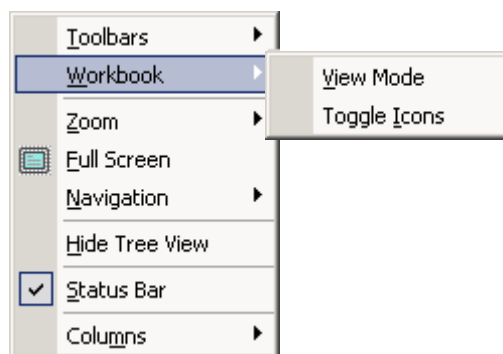 Toolbars
Workbook
View Mode
Toggle Icons
Zoom
Full Screen
Navigation
Hide Tree View
Status Bar
Columns